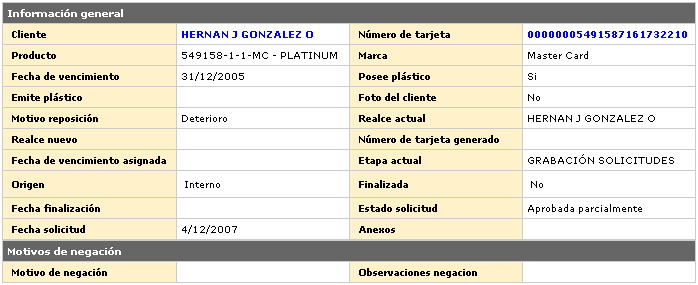 Información general
Cliente HERNAN J GONZALEZ O Número de tarjeta 00000005491587161732210
Producto 549158-1-1-MC - PLATINUM Marca Master Card
Fecha de vencimiento 31/12/2005 Posee plástico Si
Emite plástico Foto del cliente No
Motivo reposición Deterioro Realce actual HERNAN J GONZALEZ O
Realce nuevo Número de tarjeta generado
Fecha de vencimiento asignada Etapa actual GRABACIÓN SOLICITUDES
Origen Interno Finalizada No
Fecha finalización Estado solicitud Aprobada parcialmente
Fecha solicitud 4/12/2007 Anexos
Motivos de negación
Motivo de negación Observaciones negacion